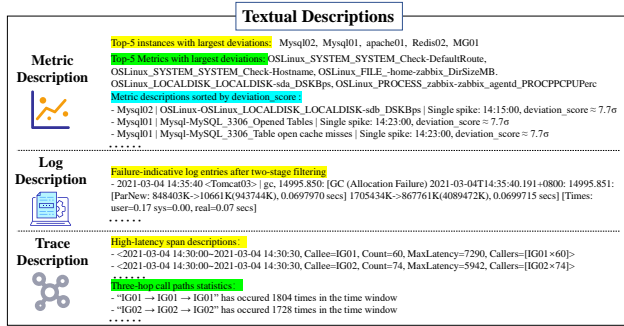 Textual Descriptions
Metric
Description
Top-5 instances with largest deviations: Mysql02, Mysql01, apache01, Redis02, MG01
Top-5 Metrics with largest deviations: OSLinux_SYSTEM_SYSTEM_Check-DefaultRoute,
OSLinux_SYSTEM_SYSTEM_Check-Hostname, OSLinux_FILE_-home-zabbix_DirSizeMB.
OSLinux_LOCALDISK_LOCALDISK-sda_DSKBps, OSLinux_PROCESS_zabbix-zabbix_agentd_PROCPPCPUPerc
Metric descriptions sorted by deviation_score :
- Mysql02 | OSLinux-OSLinux_LOCALDISK_LOCALDISK-sdb_DSKBps | Single spike: 14:15:00, deviation_score ≈ 7.7σ
- Mysql01 | Mysql-MySQL_3306_Opened Tables | Single spike: 14:23:00, deviation_score ≈ 7.7σ
- Mysql01 | Mysql-MySQL_3306_Table open cache misses | Single spike: 14:23:00, deviation_score ≈ 7.7σ
······
Log
Description
Failure-indicative log entries after two-stage filtering
- 2021-03-04 14:35:40 <Tomcat03> | gc, 14995.850: [GC (Allocation Failure) 2021-03-04T14:35:40.191+0800: 14995.851:
[ParNew: 848403K->10661K(943744K), 0.0697970 secs] 1705434K->867761K(4089472K), 0.0699715 secs] [Times:
user=0.17 sys=0.00, real=0.07 secs]
······
Trace
Description
High-latency span descriptions:
- <2021-03-04 14:30:00~2021-03-04 14:30:30, Callee=IG01, Count=60, MaxLatency=7290, Callers=[IG01×60]>
- <2021-03-04 14:30:00~2021-03-04 14:30:30, Callee=IG02, Count=74, MaxLatency=5942, Callers=[IG02×74]>
Three-hop call paths statistics:
- “IG01 → IG01 → IG01” has occured 1804 times in the time window
- “IG02 → IG02 → IG02” has occured 1728 times in the time window
······